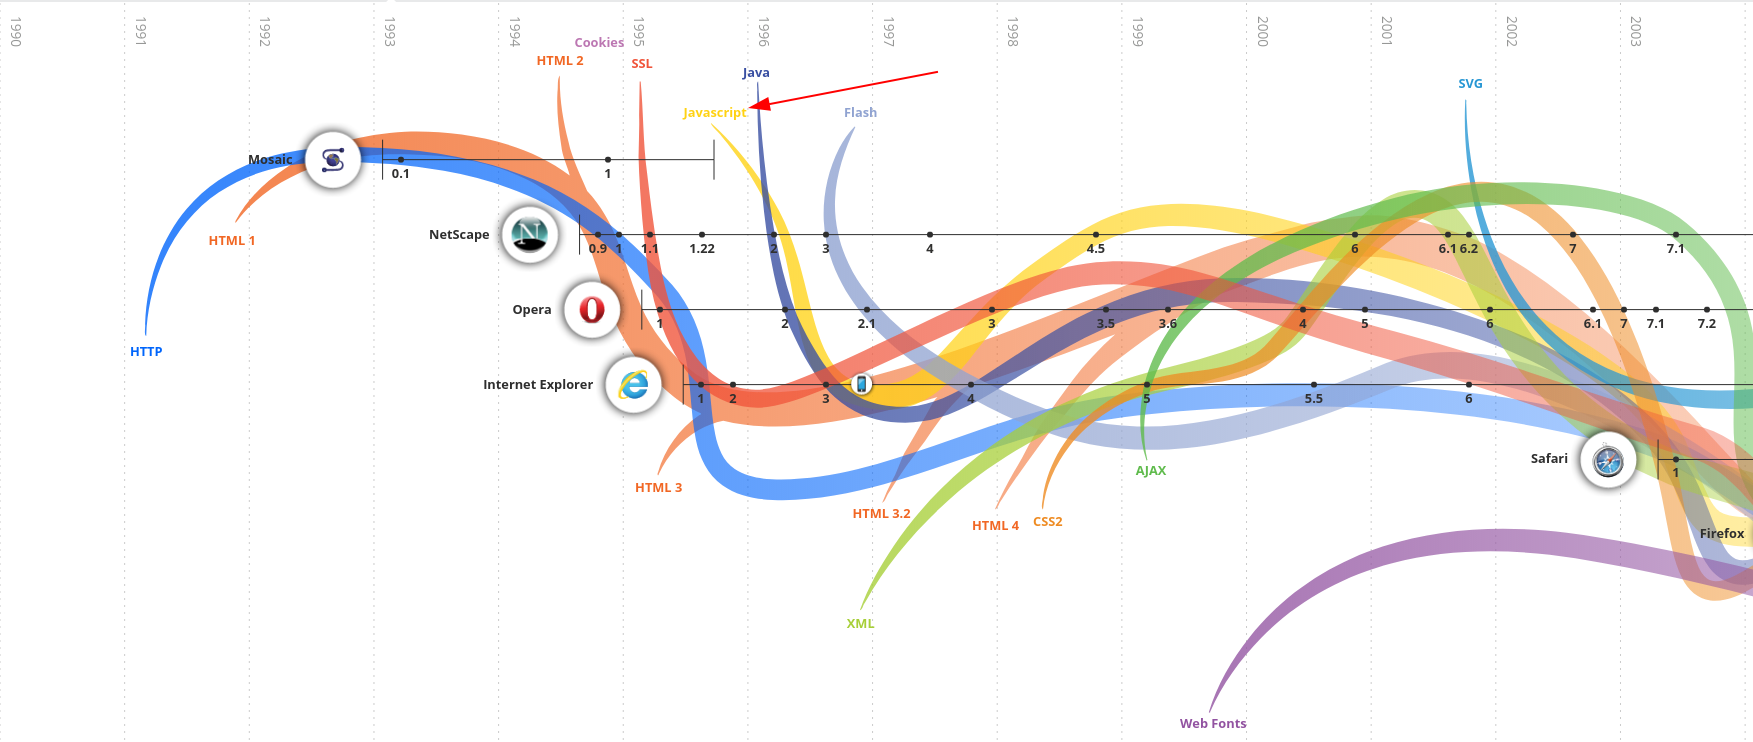 1990 1991 1992 1993 1994 1995 1996 1997 1998 1999 2000 2001 2002 2003
Cookies
HTML 2 SSL
Java SVG
Javascript Flash
Mosaic 0.1 1
HTML 1
NetScape 0.9 1 1.1 1.22 2 3 4 4.5 6 6.1 6.2 7 7.1
Opera 1 2 2.1 3 3.5 3.6 4 5 6 6.1 7 7.1 7.2
HTTP
Internet Explorer 1 2 3 4 5 5.5 6
Safari 1
AJAX
HTML 3
HTML 3.2 HTML 4 CSS2
Firefox
XML
Web Fonts